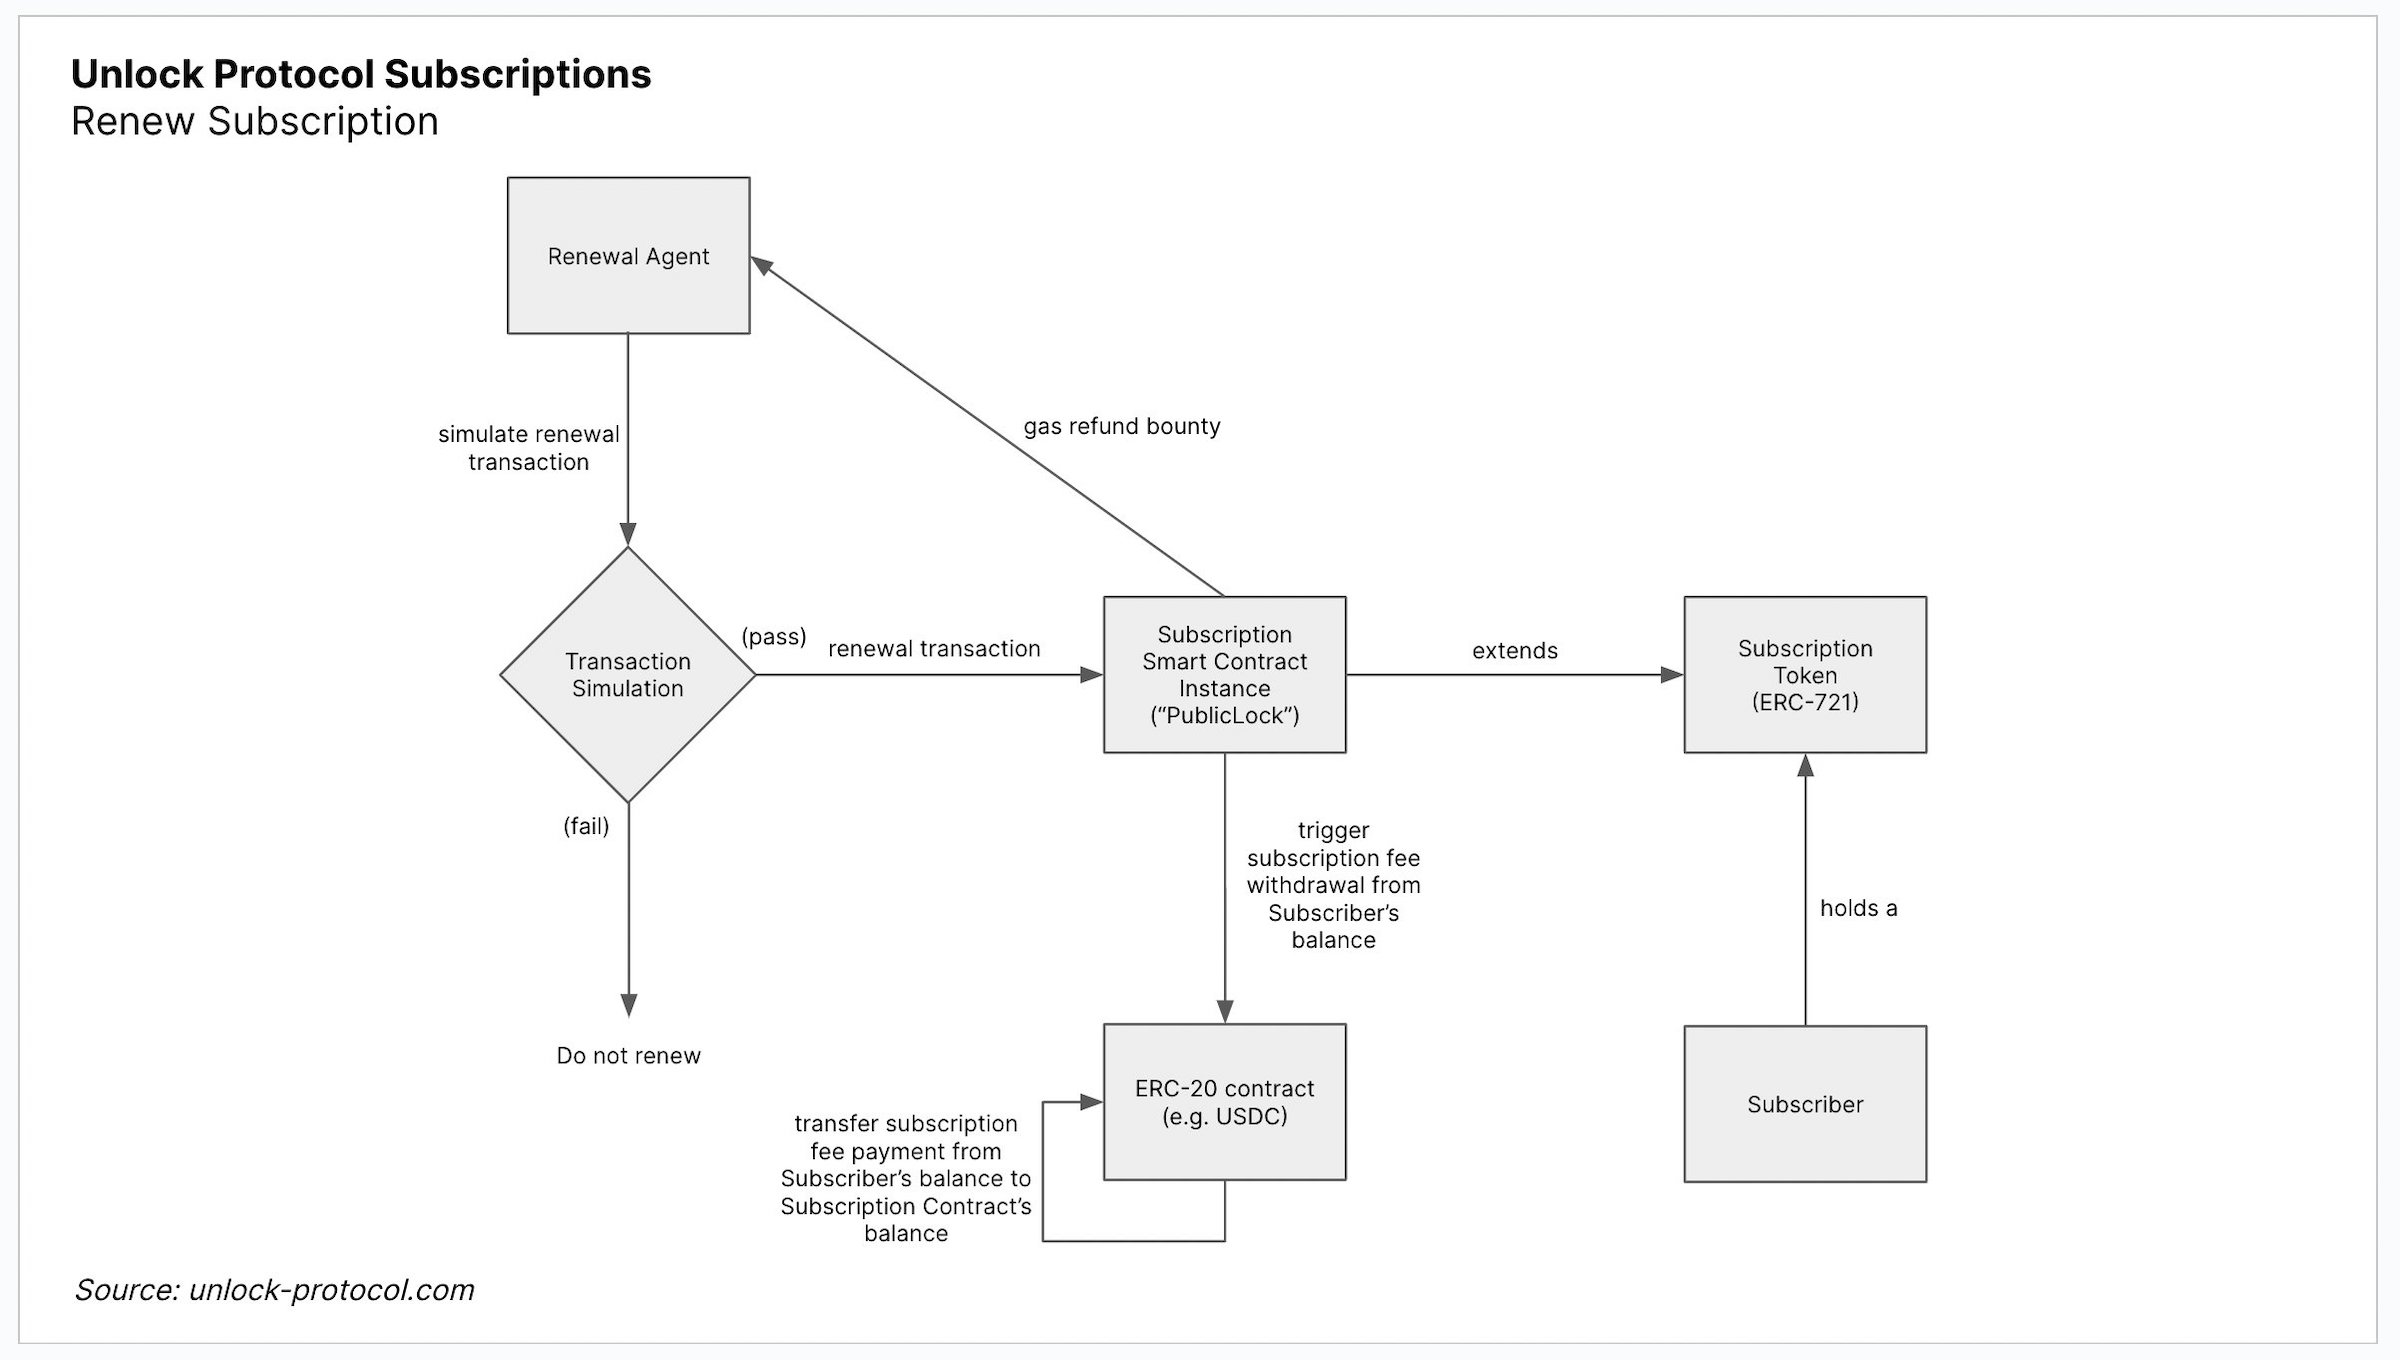 Unlock Protocol Subscriptions
Renew Subscription
Renewal Agent
simulate renewal
transaction
gas refund bounty
Transaction
Simulation
(pass)
renewal transaction
Subscription
Smart Contract
Instance
(“PublicLock”)
extends
Subscription
Token
(ERC-721)
(fail)
trigger
subscription fee
withdrawal from
Subscriber’s
balance
holds a
Do not renew
ERC-20 contract
(e.g. USDC)
Subscriber
transfer subscription
fee payment from
Subscriber’s balance to
Subscription Contract’s
balance
Source: unlock-protocol.com